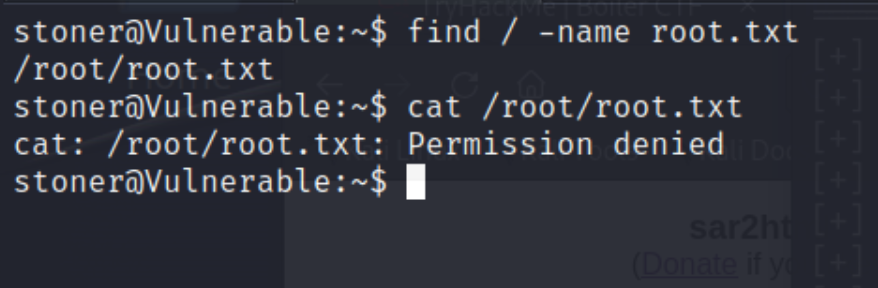 TryHackMe | Boiler CTF
stoner@Vulnerable:~$ find / -name root.txt
/root/root.txt
stoner@Vulnerable:~$ cat /root/root.txt
cat: /root/root.txt: Permission denied
stoner@Vulnerable:~$
sar2ht
(Donate if yo
[+]
[+]
[+]
[+]
[+]
[+]